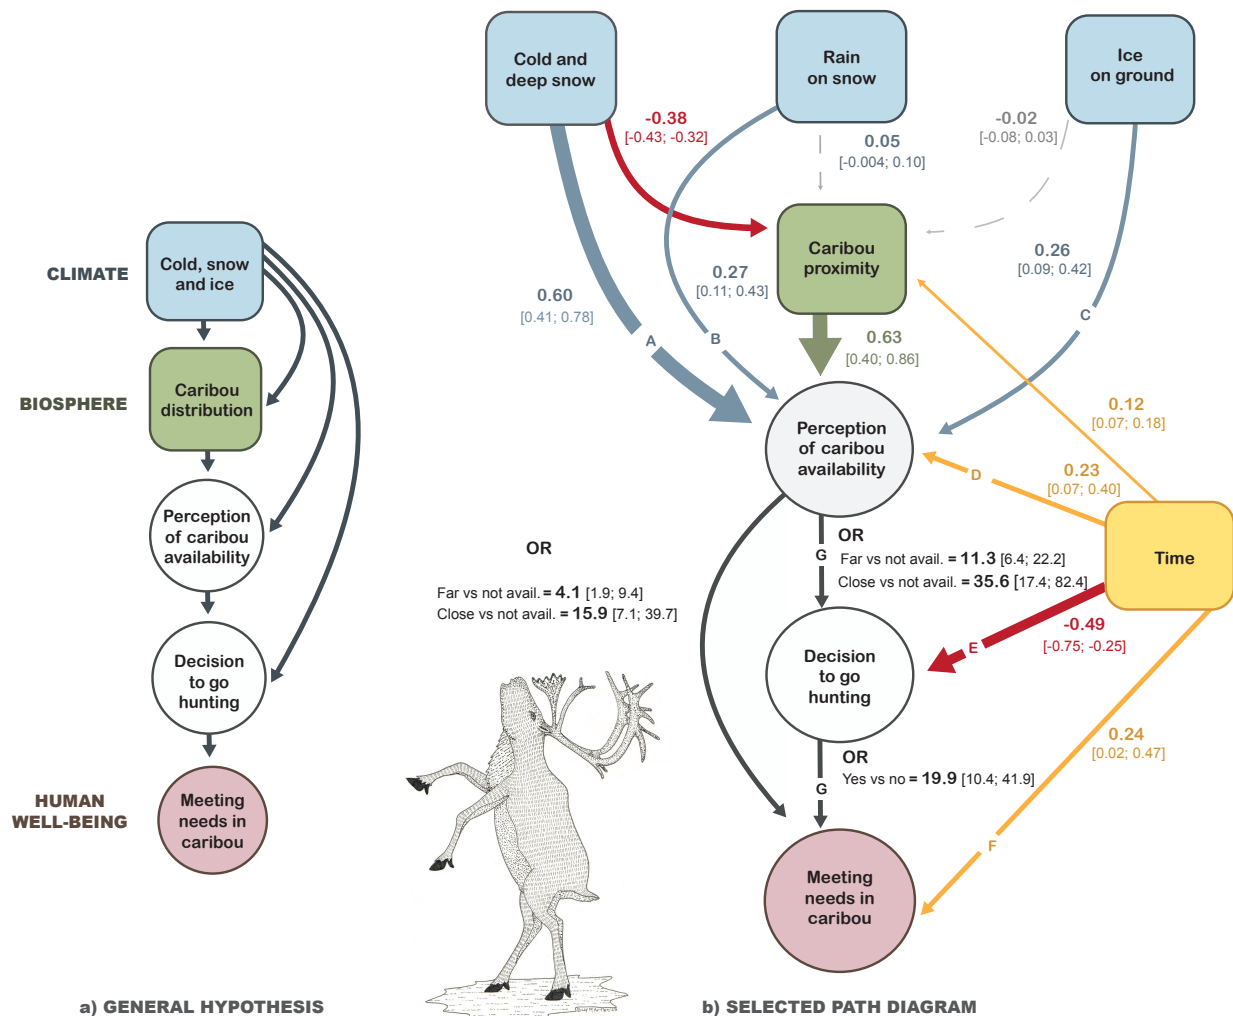 Cold and
deep snow
Rain
on snow
Ice
on ground
-0.38
[-0.43; -0.32]
0.05
[-0.004; 0.10]
-0.02
[-0.08; 0.03]
CLIMATE
Cold, snow
and ice
Caribou
proximity
0.60
[0.41; 0.78]
0.27
[0.11; 0.43]
0.26
[0.09; 0.42]
A
B
C
0.63
[0.40; 0.86]
BIOSPHERE
Caribou
distribution
0.12
[0.07; 0.18]
Perception
of caribou
availability
0.23
[0.07; 0.40]
D
Perception
of caribou
availability
OR
Far vs not avail. = 4.1 [1.9; 9.4]
Close vs not avail. = 15.9 [7.1; 39.7]
G
OR
Far vs not avail. = 11.3 [6.4; 22.2]
Close vs not avail. = 35.6 [17.4; 82.4]
Time
-0.49
[-0.75; -0.25]
E
Decision
to go
hunting
Decision
to go
hunting
0.24
[0.02; 0.47]
OR
Yes vs no = 19.9 [10.4; 41.9]
G
F
HUMAN
WELL-BEING
Meeting
needs in
caribou
Meeting
needs in
caribou
a) GENERAL HYPOTHESIS
b) SELECTED PATH DIAGRAM